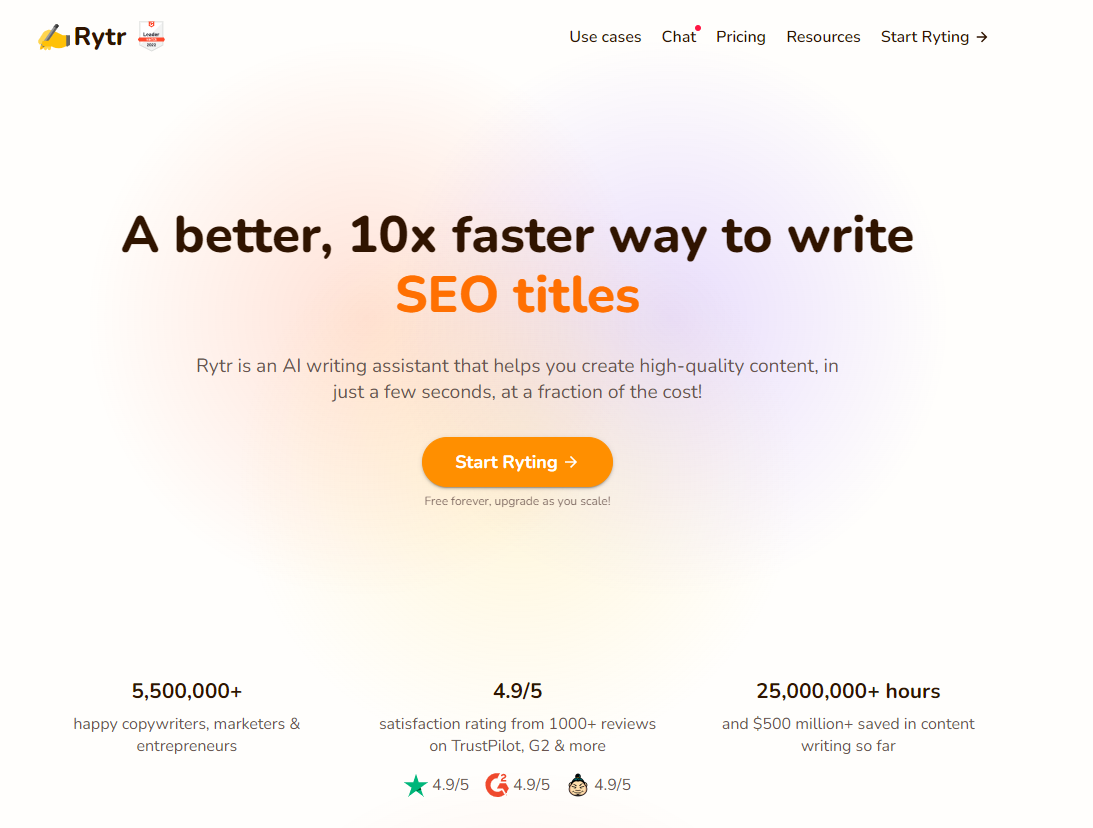 Rytr
Leader
2022
Use cases
Chat
Pricing
Resources
Start Ryting →
A better, 10x faster way to write
SEO titles
Rytr is an AI writing assistant that helps you create high-quality content, in
just a few seconds, at a fraction of the cost!
Start Ryting →
Free forever, upgrade as you scale!
5,500,000+
happy copywriters, marketers &
entrepreneurs
4.9/5
satisfaction rating from 1000+ reviews
on TrustPilot, G2 & more
4.9/5
4.9/5
4.9/5
25,000,000+ hours
and $500 million+ saved in content
writing so far